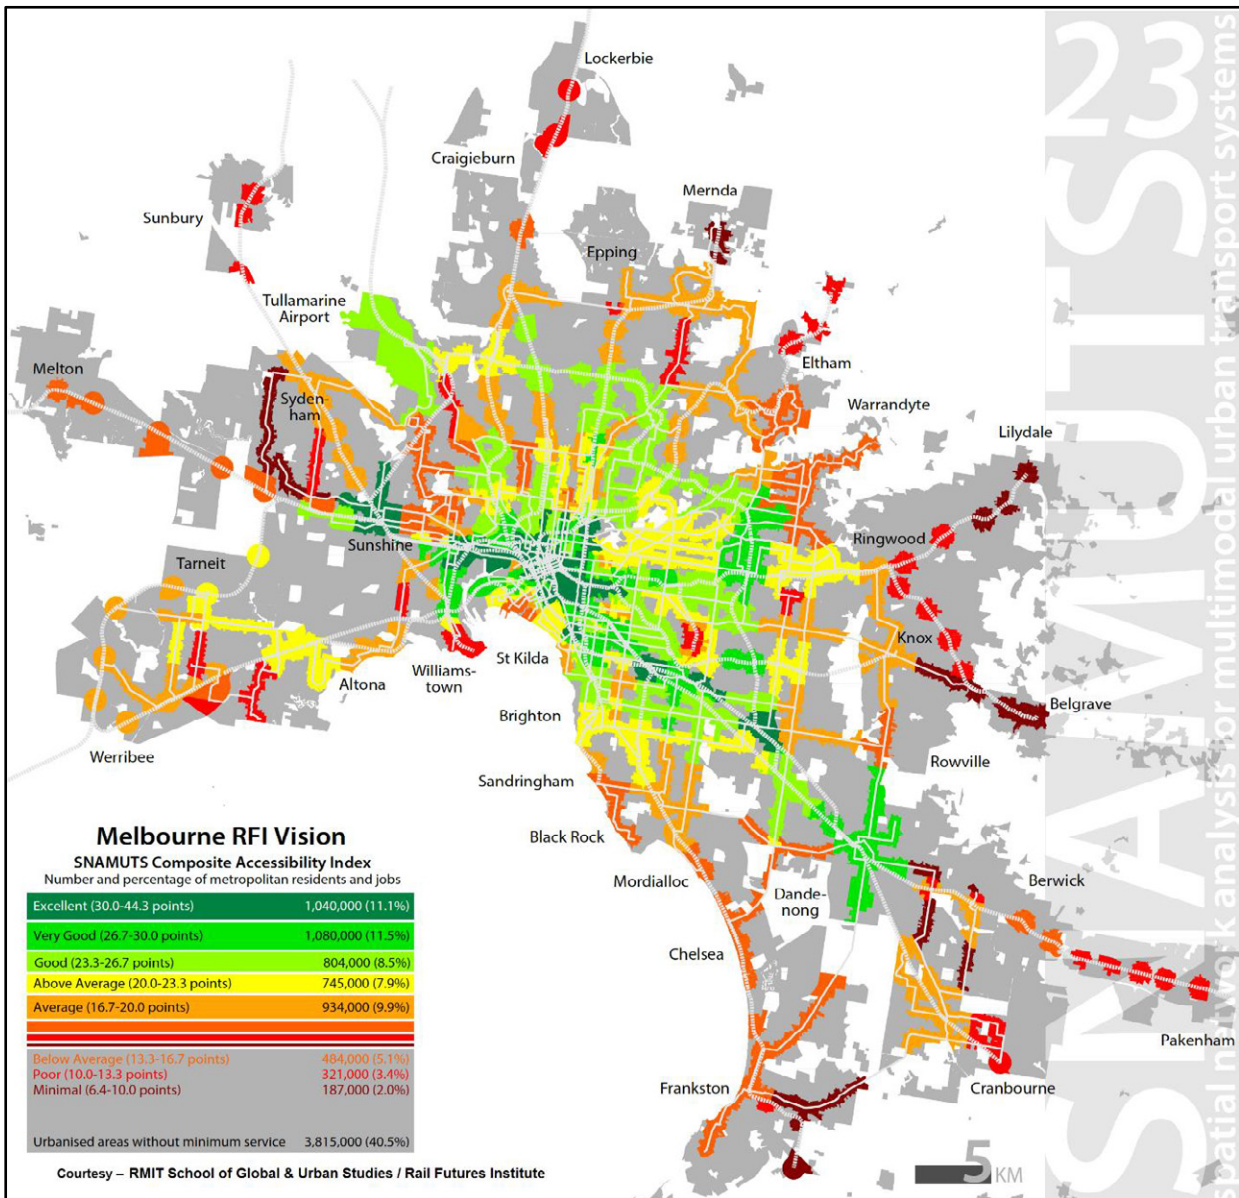 Lockerbie
Craigieburn
Mernda
Sunbury
Epping
Tullamarine
Airport
Eltham
Melton
Syden-
ham
Warrandyte
Lilydale
Sunshine
Ringwood
Tarneit
Knox
St Kilda
Williams-
town
Altona
Belgrave
Brighton
Werribee
Rowville
Sandringham
Black Rock
Mordialloc
Berwick
Dande-
nong
Chelsea
Pakenham
Frankston
Cranbourne
Melbourne RFI Vision
SNAMUTS Composite Accessibility Index
Number and percentage of metropolitan residents and jobs
Excellent (30.0-44.3 points) 1,040,000 (11.1%)
Very Good (26.7-30.0 points) 1,080,000 (11.5%)
Good (23.3-26.7 points) 804,000 (8.5%)
Above Average (20.0-23.3 points) 745,000 (7.9%)
Average (16.7-20.0 points) 934,000 (9.9%)
Below Average (13.3-16.7 points) 484,000 (5.1%)
Poor (10.0-13.3 points) 321,000 (3.4%)
Minimal (6.4-10.0 points) 187,000 (2.0%)
Urbanised areas without minimum service 3,815,000 (40.5%)
Courtesy – RMIT School of Global & Urban Studies / Rail Futures Institute
5 KM
SNAMUTS 23
spatial network analysis for multimodal urban transport systems